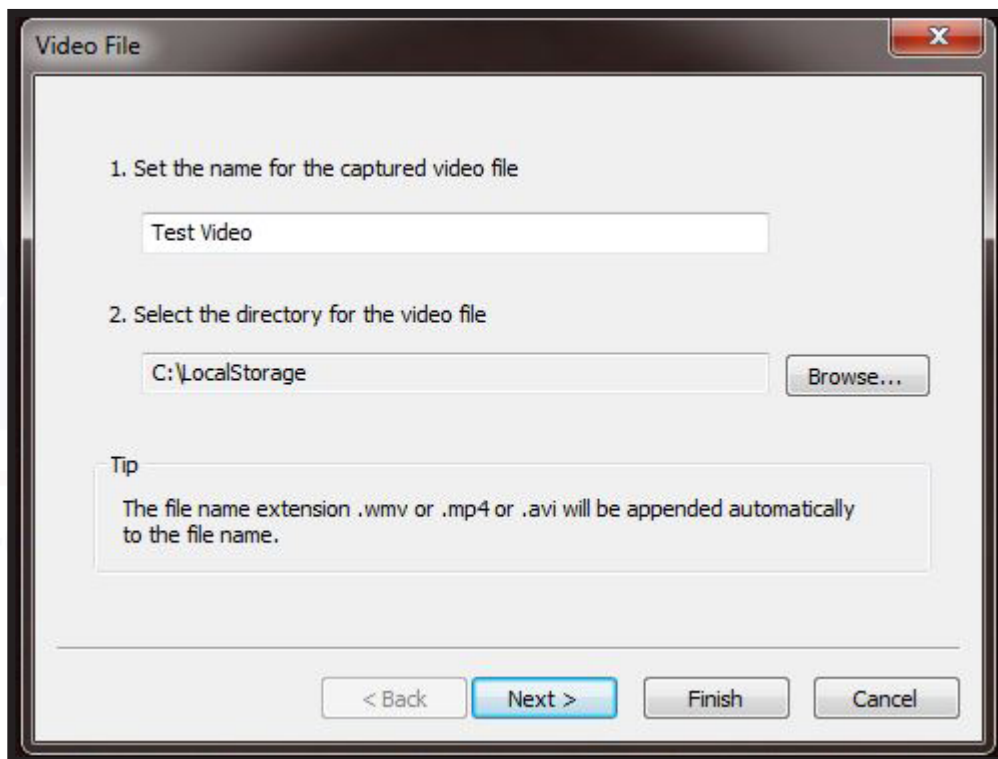 Video File
1. Set the name for the captured video file
Test Video
2. Select the directory for the video file
C:\LocalStorage
Browse...
Tip
The file name extension .wmv or .mp4 or .avi will be appended automatically
to the file name.
< Back
Next >
Finish
Cancel